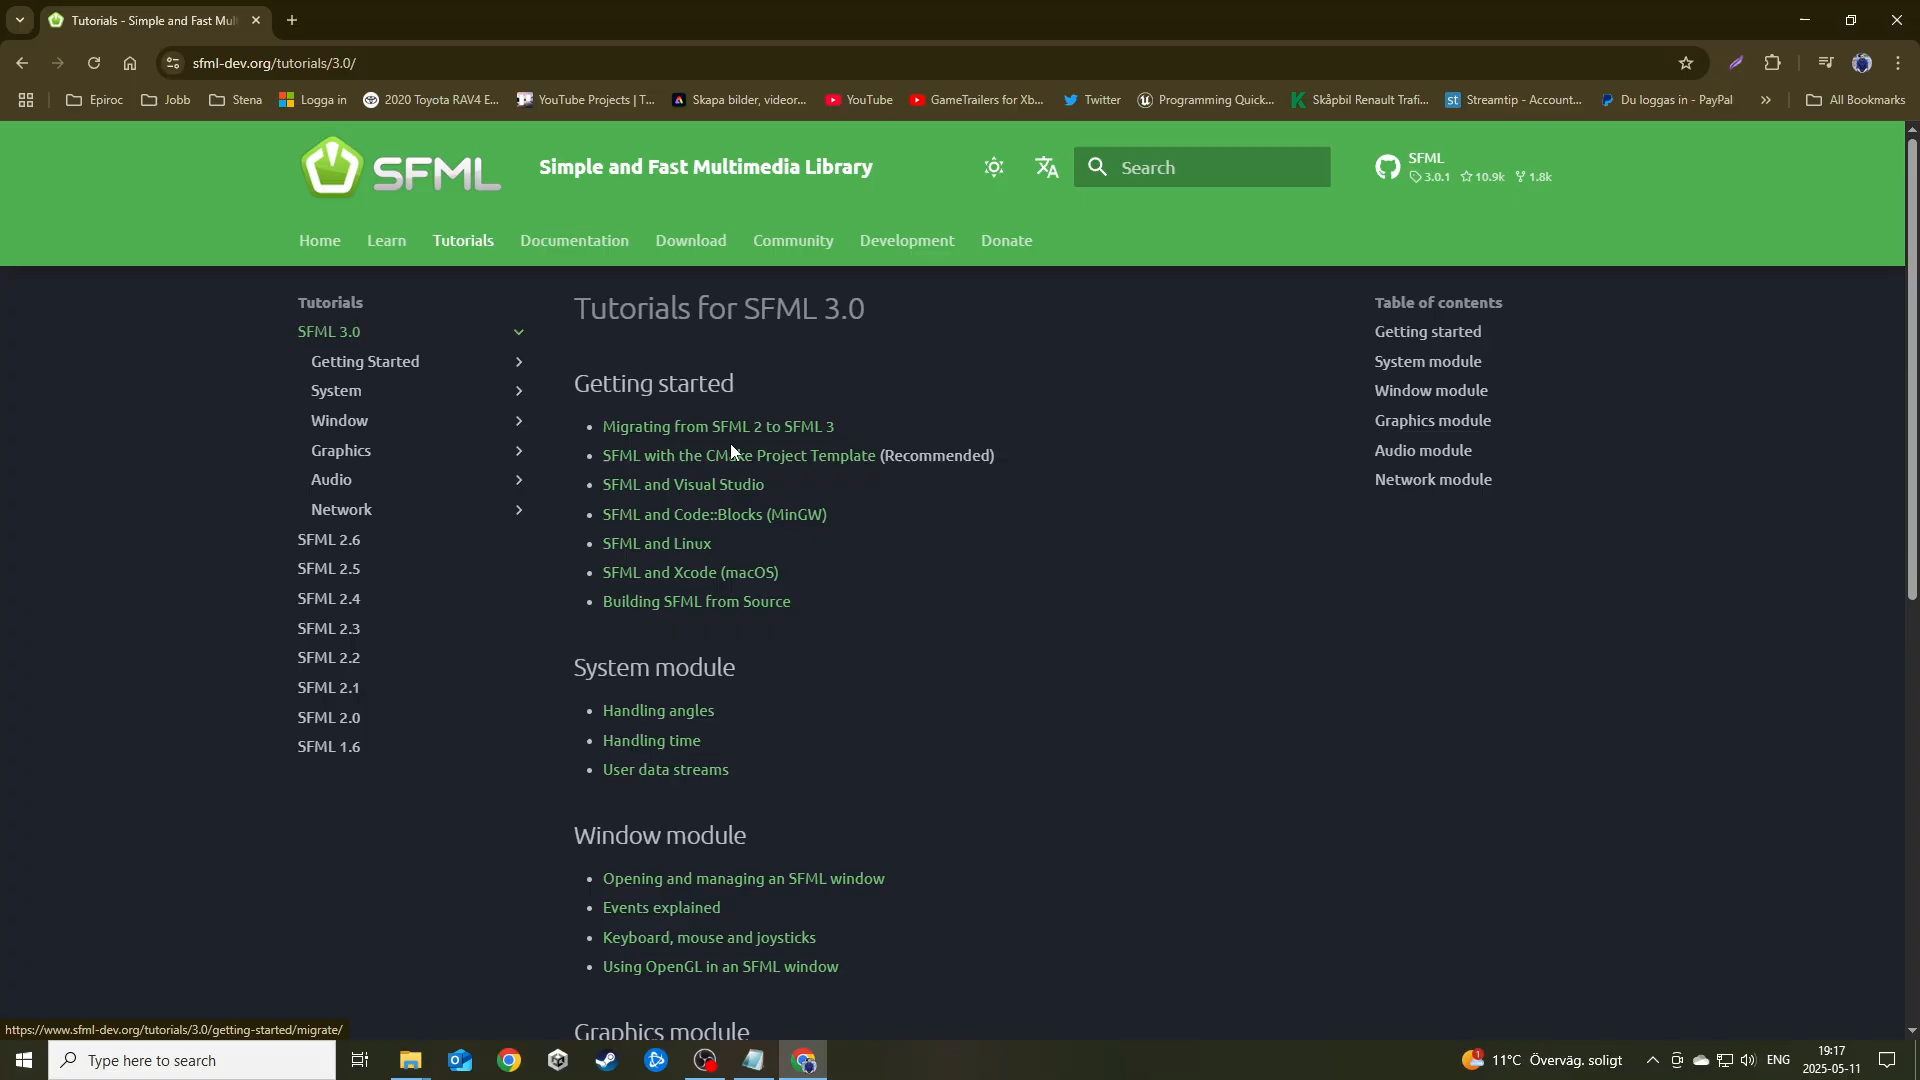 Tutorials - Simple and Fast Mul
sfml-dev.org/tutorials/3.0/
Epiroc
Jobb
Stena
Logga in
2020 Toyota RAV4 E...
YouTube Projects | T...
Skapa bilder, videor...
YouTube
GameTrailers for Xb...
Twitter
Programming Quick...
Skåpbil Renault Trafi...
Streamtip - Account...
Du loggas in - PayPal
All Bookmarks
SFML
Simple and Fast Multimedia Library
Search
SFML
3.0.1 10.9k 1.8k
Home Learn Tutorials Documentation Download Community Development Donate
Tutorials
SFML 3.0
Getting Started
System
Window
Graphics
Audio
Network
SFML 2.6
SFML 2.5
SFML 2.4
SFML 2.3
SFML 2.2
SFML 2.1
SFML 2.0
SFML 1.6
Tutorials for SFML 3.0
Getting started
Migrating from SFML 2 to SFML 3
SFML with the CMake Project Template (Recommended)
SFML and Visual Studio
SFML and Code::Blocks (MinGW)
SFML and Linux
SFML and Xcode (macOS)
Building SFML from Source
System module
Handling angles
Handling time
User data streams
Window module
Opening and managing an SFML window
Events explained
Keyboard, mouse and joysticks
Using OpenGL in an SFML window
Graphics module
Table of contents
Getting started
System module
Window module
Graphics module
Audio module
Network module
https://www.sfml-dev.org/tutorials/3.0/getting-started/migrate/
Type here to search
1
11°C Överväg. soligt
ENG
19:17
2025-05-11